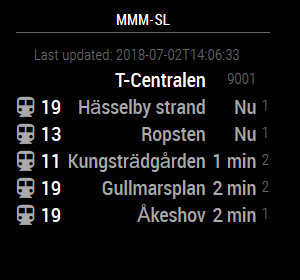 MMM-SL
Last updated: 2018-07-02T14:06:33
T-Centralen 9001
19 Hässelby strand Nu 1
13 Ropsten Nu 1
11 Kungsträdgården 1 min 2
19 Gullmarsplan 2 min 2
19 Åkeshov 2 min 1